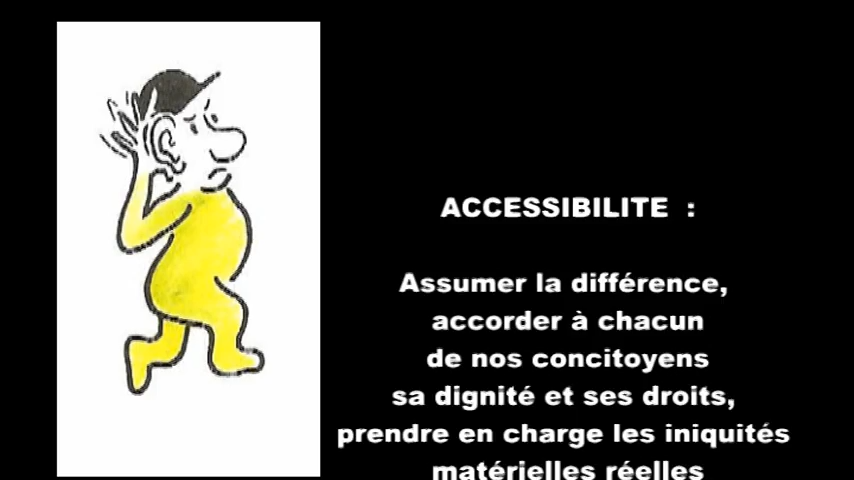 ACCESSIBILITE :
Assumer la différence,
accorder à chacun
de nos concitoyens
sa dignité et ses droits,
prendre en charge les iniquités
matérielles réelles